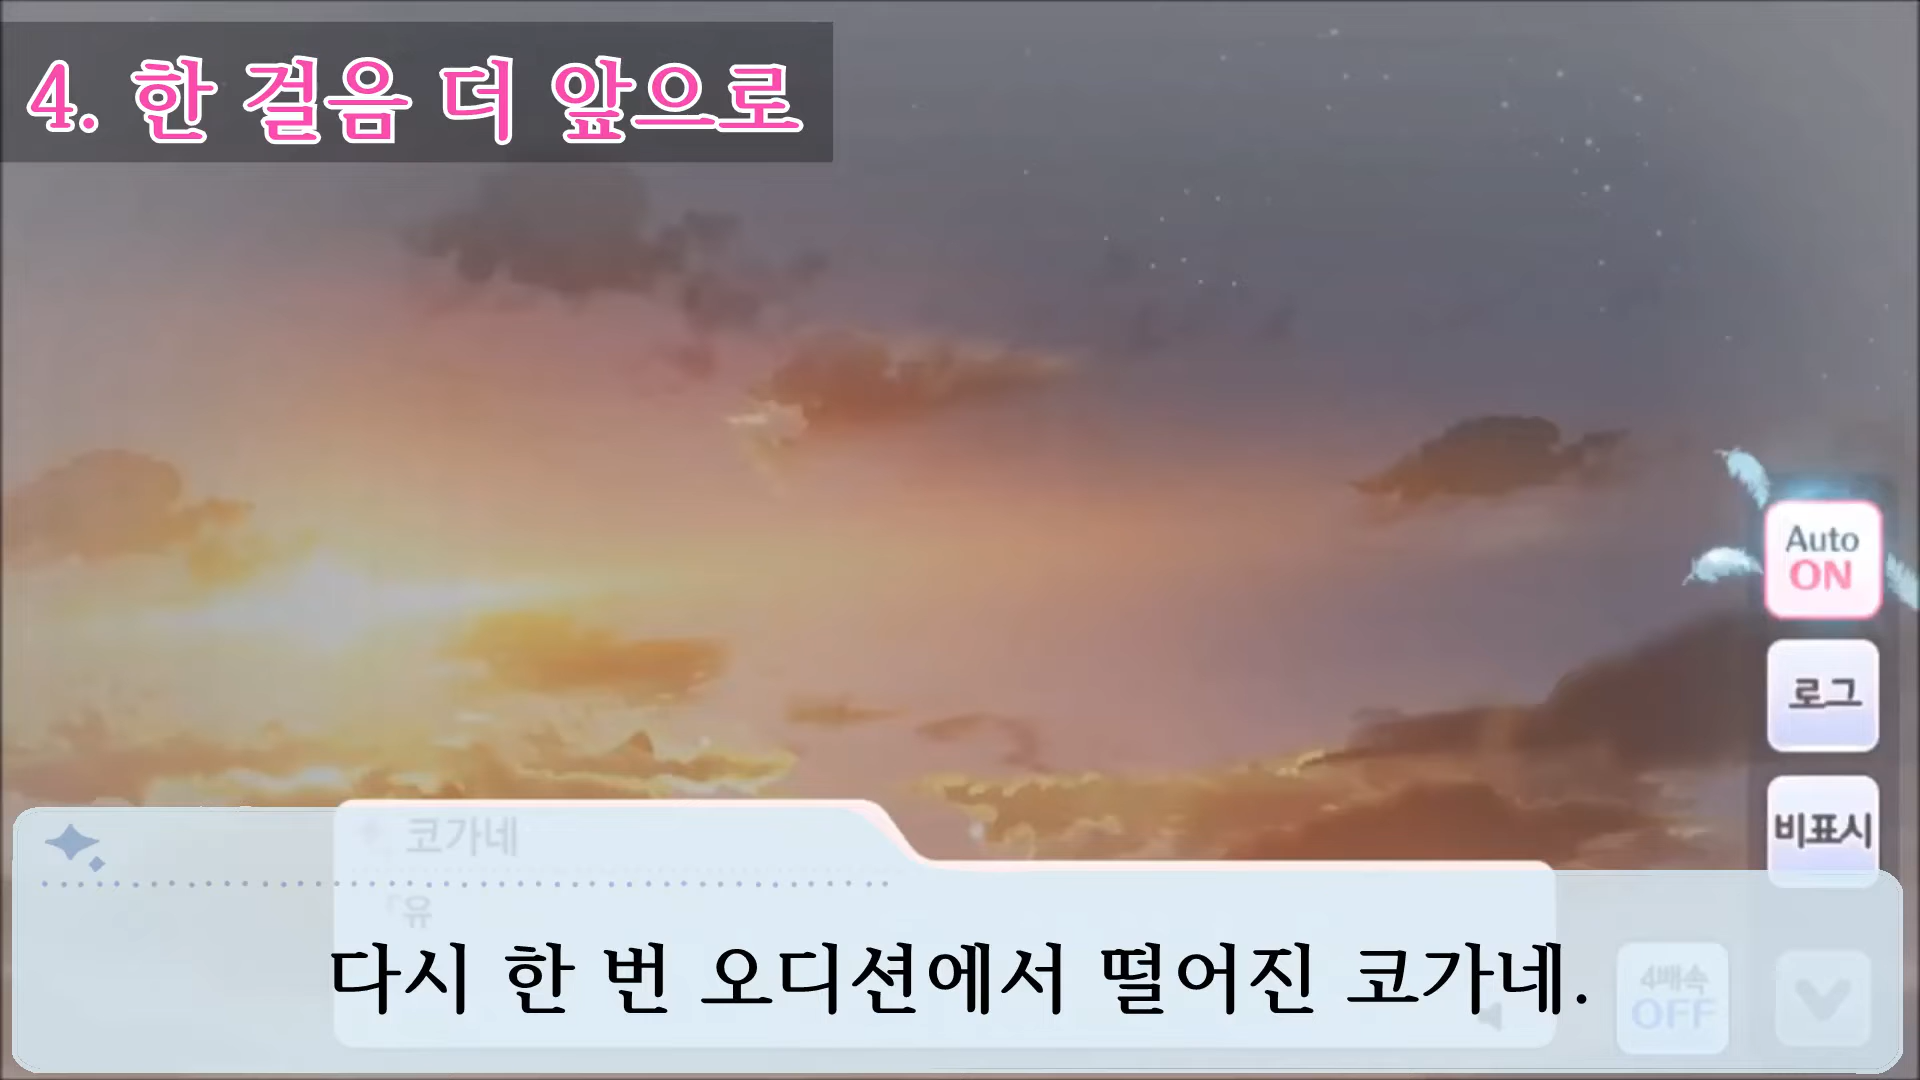 4. 한 걸음 더 앞으로
Auto
ON
로그
비표시
코가네
『유
다시 한 번 오디션에서 떨어진 코가네.
4배속
OFF